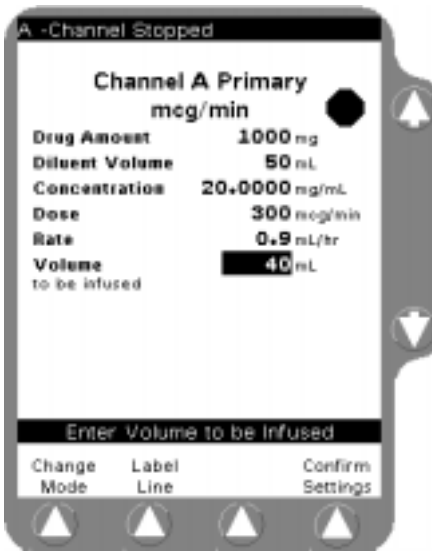 A -Channel Stopped
Channel A Primary
mcg/min
Drug Amount 1000 mg
Diluent Volume 50 mL
Concentration 20.0000 mg/mL
Dose 300 mcg/min
Rate 0.9 mL/hr
Volume 40 mL
to be infused
Enter Volume to be Infused
Change Mode
Label Line
Confirm Settings